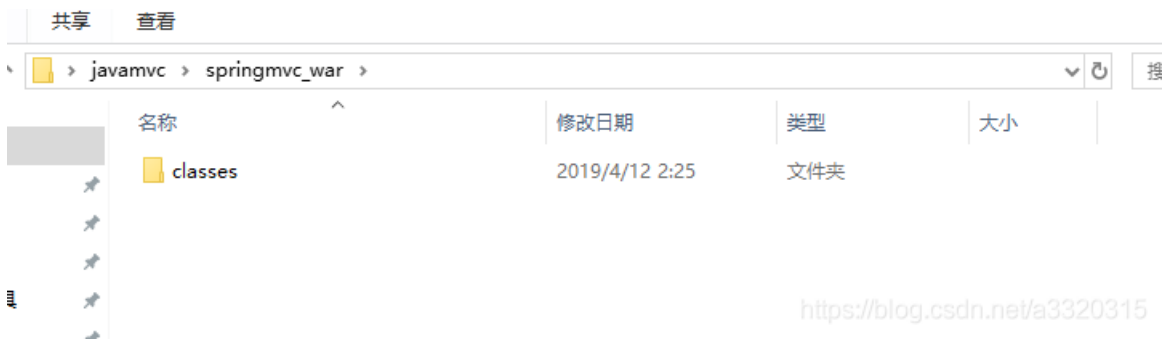 共享 查看
javamvc > springmvc_war >
名称 修改日期 类型 大小
classes 2019/4/12 2:25 文件夹
https://blog.csdn.net/a3320315